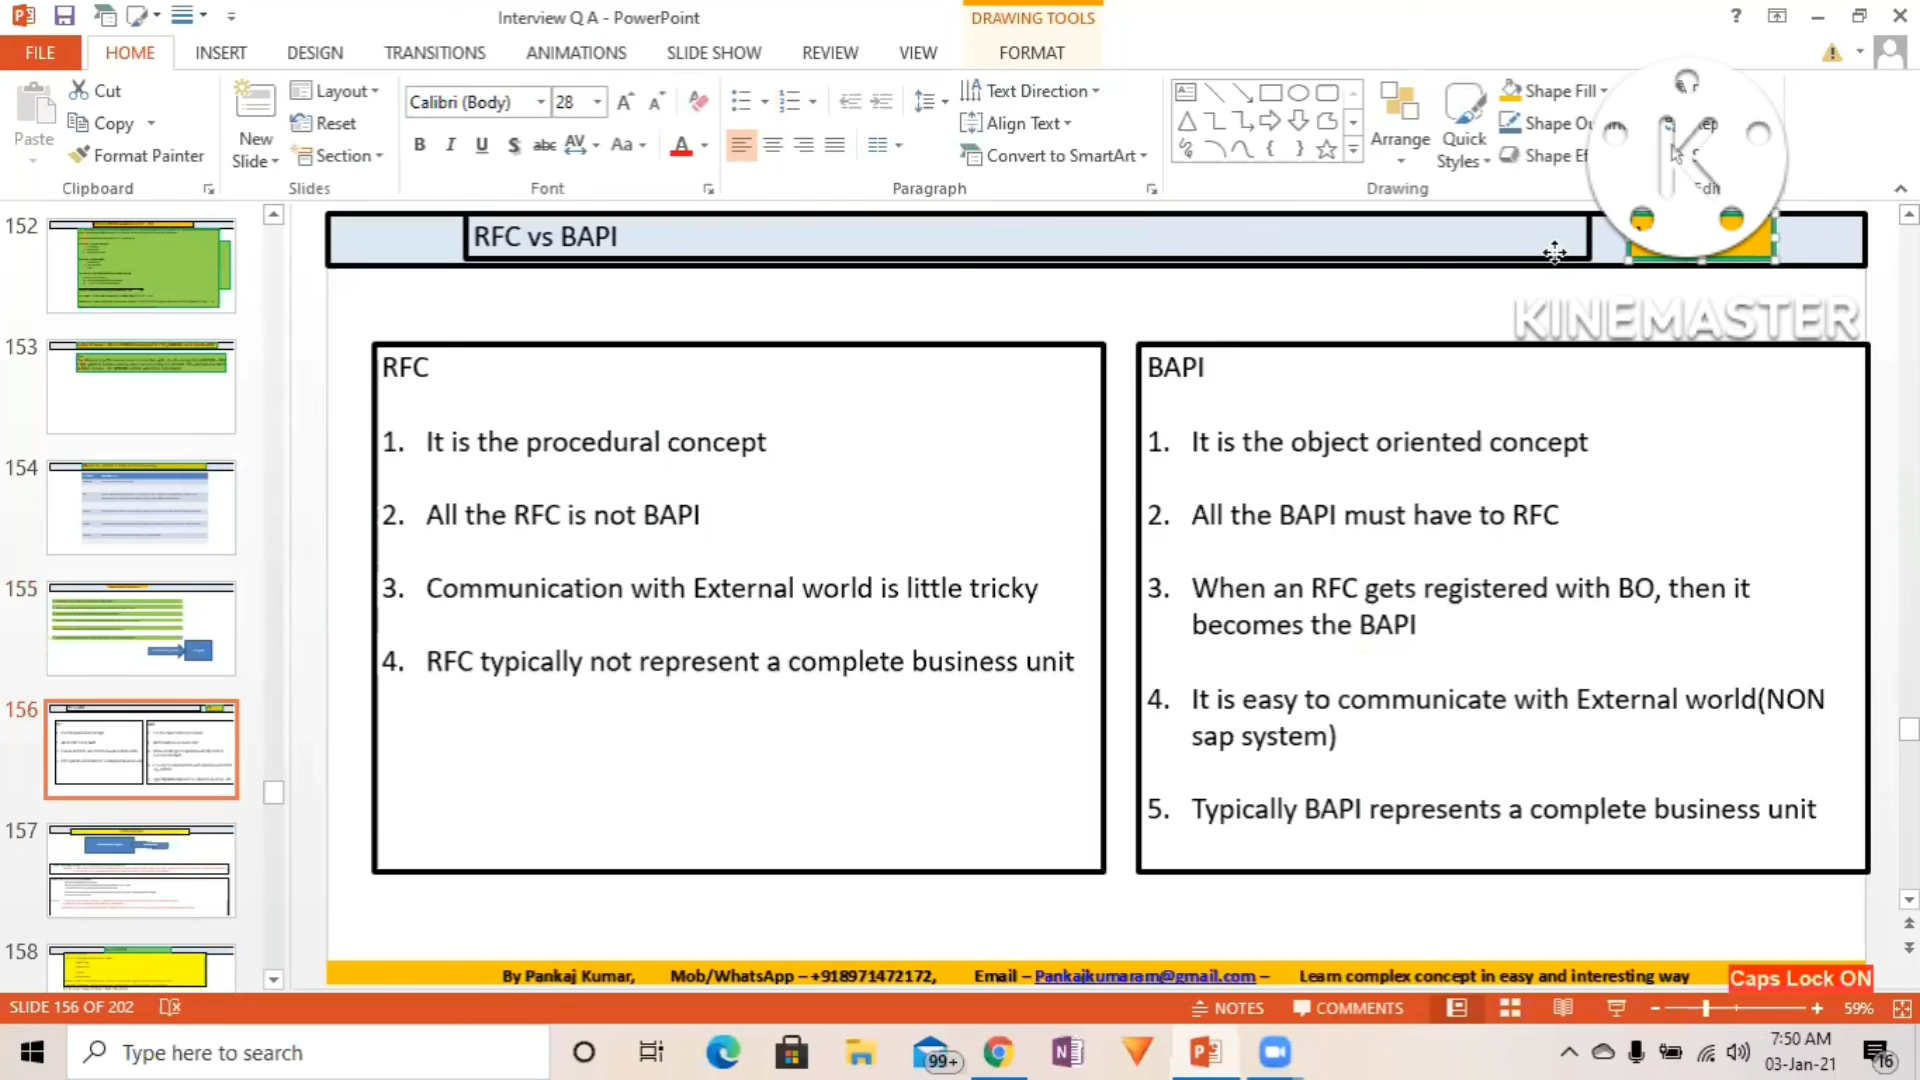 Interview Q A - PowerPoint
DRAWING TOOLS
FILE
HOME
INSERT
DESIGN
TRANSITIONS
ANIMATIONS
SLIDE SHOW
REVIEW
VIEW
FORMAT
Paste
Cut
Copy
Format Painter
Clipboard
New
Slide
Layout
Reset
Section
Slides
Calibri (Body)
28
Font
Text Direction
Align Text
Convert to SmartArt
Paragraph
Arrange
Quick
Styles
Shape Fill
Shape
Shape
Drawing
152
153
154
155
156
157
158
RFC vs BAPI
KINEMASTER
RFC
1. It is the procedural concept
2. All the RFC is not BAPI
3. Communication with External world is little tricky
4. RFC typically not represent a complete business unit
BAPI
1. It is the object oriented concept
2. All the BAPI must have to RFC
3. When an RFC gets registered with BO, then it
becomes the BAPI
4. It is easy to communicate with External world(NON
sap system)
5. Typically BAPI represents a complete business unit
By Pankaj Kumar, Mob/WhatsApp – +918971472172, Email – Pankajkumaram@gmail.com – Learn complex concept in easy and interesting way
Caps Lock ON
SLIDE 156 OF 202
NOTES
COMMENTS
59%
Type here to search
99+
7:50 AM
03-Jan-21
16